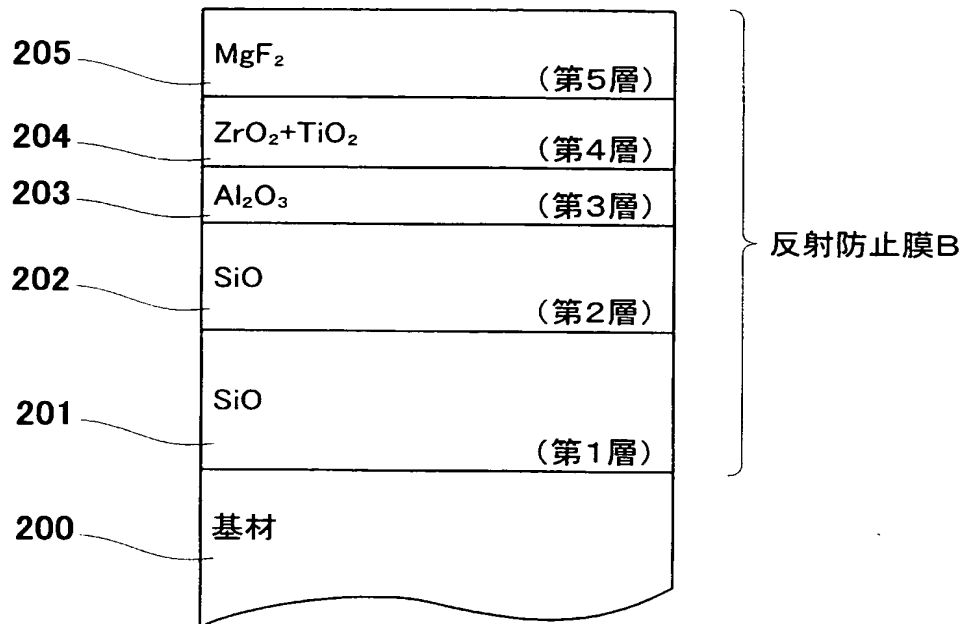 205 MgF₂ (第5層)
204 ZrO₂+TiO₂ (第4層)
203 Al₂O₃ (第3層)
反射防止膜B
202 SiO (第2層)
201 SiO (第1層)
200 基材